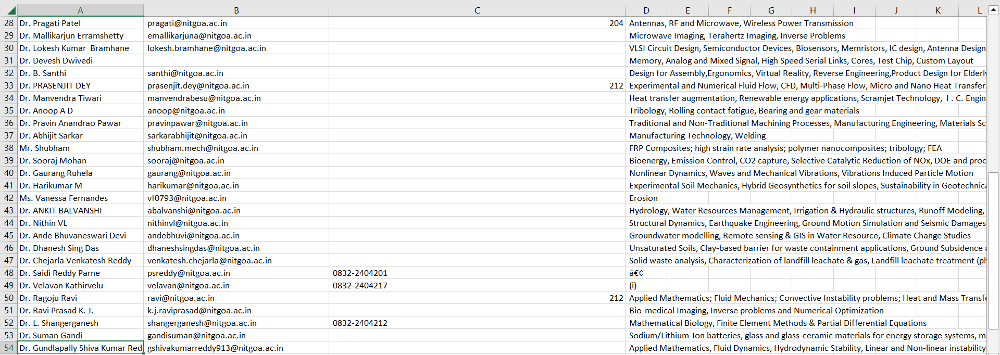 A B C D E F G H I J K L
28 Dr. Pragati Patel pragati@nitgoa.ac.in 204 Antennas, RF and Microwave, Wireless Power Transmission
29 Dr. Mallikarjun Erramshetty emallikarjuna@nitgoa.ac.in Microwave Imaging, Terahertz Imaging, Inverse Problems
30 Dr. Lokesh Kumar  Bramhane lokesh.bramhane@nitgoa.ac.in VLSI Circuit Design, Semiconductor Devices, Biosensors, Memristors, IC design, Antenna Design
31 Dr. Devesh Dwivedi Memory, Analog and Mixed Signal, High Speed Serial Links, Cores, Test Chip, Custom Layout
32 Dr. B. Santhi santhi@nitgoa.ac.in Design for Assembly,Ergonomics, Virtual Reality, Reverse Engineering,Product Design for Elderly
33 Dr. PRASENJIT DEY prasenjit.dey@nitgoa.ac.in 212 Experimental and Numerical Fluid Flow, CFD, Multi-Phase Flow, Micro and Nano Heat Transfer.
34 Dr. Manvendra Tiwari manvendrabesu@nitgoa.ac.in Heat transfer augmentation, Renewable energy applications, Scramjet Technology,  I . C. Engin
35 Dr. Anoop A D anoop@nitgoa.ac.in Tribology, Rolling contact fatigue, Bearing and gear materials
36 Dr. Pravin Anandrao Pawar pravinpawar@nitgoa.ac.in Traditional and Non-Traditional Machining Processes, Manufacturing Engineering, Materials Sc
37 Dr. Abhijit Sarkar sarkarabhijit@nitgoa.ac.in Manufacturing Technology, Welding
38 Mr. Shubham shubham.mech@nitgoa.ac.in FRP Composites; high strain rate analysis; polymer nanocomposites; tribology; FEA
39 Dr. Sooraj Mohan sooraj@nitgoa.ac.in Bioenergy, Emission Control, CO2 capture, Selective Catalytic Reduction of NOx, DOE and proc
40 Dr. Gaurang Ruhela gaurang@nitgoa.ac.in Nonlinear Dynamics, Waves and Mechanical Vibrations, Vibrations Induced Particle Motion
41 Dr. Harikumar M harikumar@nitgoa.ac.in Experimental Soil Mechanics, Hybrid Geosynthetics for soil slopes, Sustainability in Geotechnica
42 Ms. Vanessa Fernandes vf0793@nitgoa.ac.in Erosion
43 Dr. ANKIT BALVANSHI abalvanshi@nitgoa.ac.in Hydrology, Water Resources Management, Irrigation & Hydraulic structures, Runoff Modeling,
44 Dr. Nithin VL nithinvl@nitgoa.ac.in Structural Dynamics, Earthquake Engineering, Ground Motion Simulation and Seismic Damages
45 Dr. Ande Bhuvaneswari Devi andebhuvi@nitgoa.ac.in Groundwater modelling, Remote sensing & GIS in Water Resource, Climate Change Studies
46 Dr. Dhanesh Sing Das dhaneshsingdas@nitgoa.ac.in Unsaturated Soils, Clay-based barrier for waste containment applications, Ground Subsidence a
47 Dr. Chejarla Venkatesh Reddy venkatesh.chejarla@nitgoa.ac.in Solid waste analysis, Characterization of landfill leachate & gas, Landfill leachate treatment (ph
48 Dr. Saidi Reddy Parne psreddy@nitgoa.ac.in 0832-2404201 â€¢
49 Dr. Velavan Kathirvelu velavan@nitgoa.ac.in 0832-2404217 (i)
50 Dr. Ragoju Ravi ravi@nitgoa.ac.in 212 Applied Mathematics; Fluid Mechanics; Convective Instability problems; Heat and Mass Transfe
51 Dr. Ravi Prasad K. J. k.j.raviprasad@nitgoa.ac.in Bio-medical Imaging, Inverse problems and Numerical Optimization
52 Dr. L. Shangerganesh shangerganesh@nitgoa.ac.in 0832-2404212 Mathematical Biology, Finite Element Methods & Partial Differential Equations
53 Dr. Suman Gandi gandisuman@nitgoa.ac.in Sodium/Lithium-Ion batteries, glass and glass-ceramic materials for energy storage systems, m
54 Dr. Gundlapally Shiva Kumar Red gshivakumarreddy913@nitgoa.ac.in Applied Mathematics, Fluid Dynamics, Hydrodynamic Stability, Linear and Non-linear instability